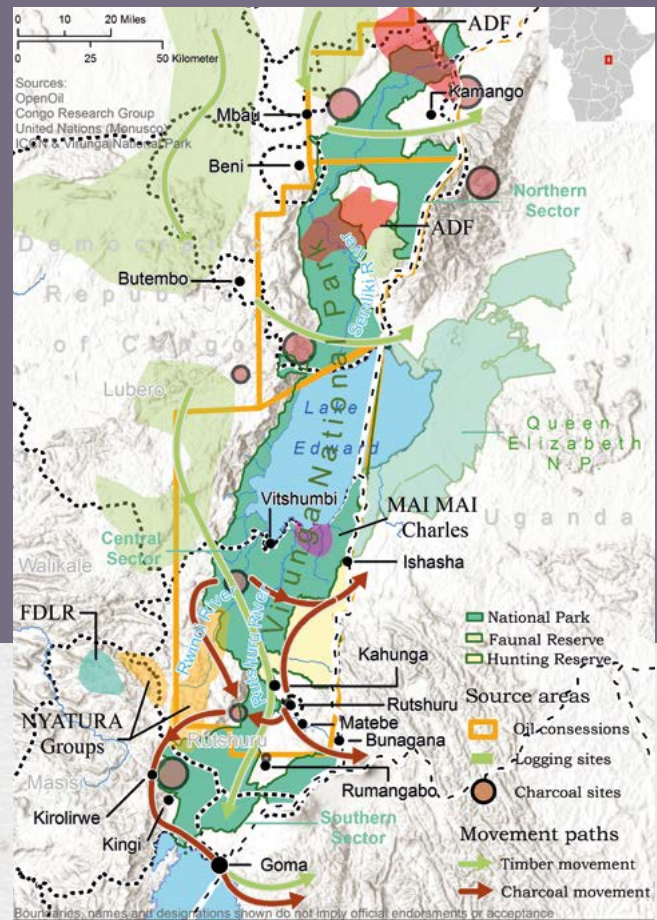 0 10 20 Miles
0 25 50 Kilometer
Sources:
OpenOil
Congo Research Group
United Nations (Monusco)
ICCN & Virunga National Park
ADF
Kamango
Mbau
Beni
Northern
Sector
ADF
Democratic
Republic
of Congo
Butembo
Semliki River
Lubero
Lake
Edward
Virunga National Park
Queen
Elizabeth
N.P.
Uganda
Vitshumbi
MAI MAI
Charles
Central
Sector
Walikale
Ishasha
FDLR
Rwindi River
Rutshuru River
NYATURA
Groups
Kahunga
Rutshuru
Matebe
Bunagana
Rutshuru
Masisi
Rumangabo
Kirolirwe
Kingi
Southern
Sector
Goma
National Park
Faunal Reserve
Hunting Reserve
Source areas
Oil consessions
Logging sites
Charcoal sites
Movement paths
Timber movement
Charcoal movement
Boundaries, names and designations shown do not imply official endorsements or acceptance